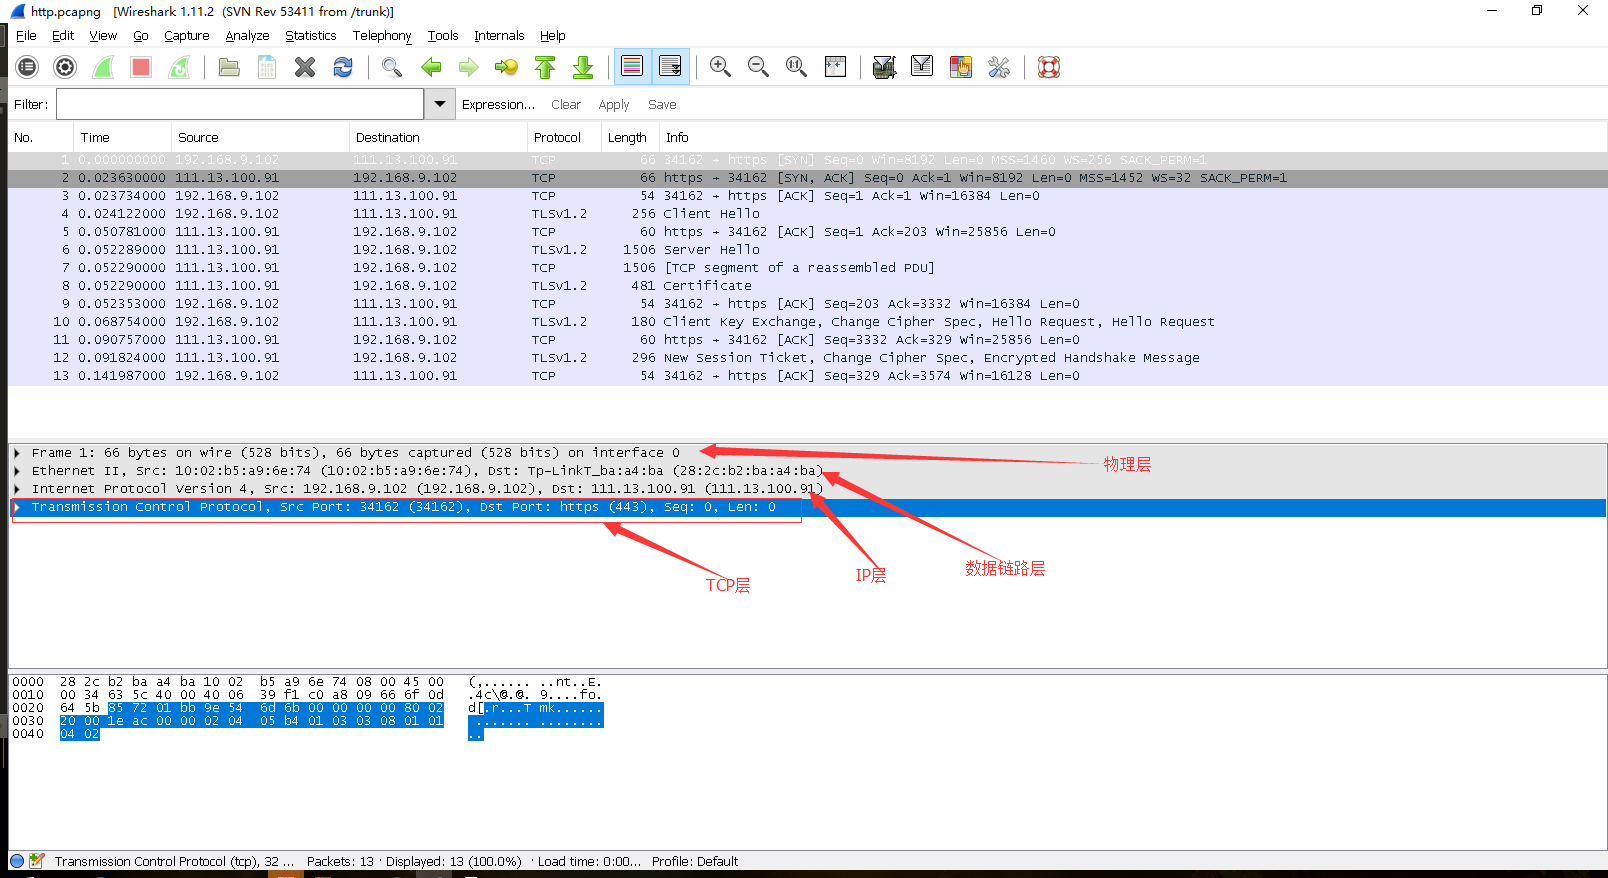 http.pcapng [Wireshark 1.11.2 (SVN Rev 53411 from /trunk)]
File Edit View Go Capture Analyze Statistics Telephony Tools Internals Help
Filter: Expression... Clear Apply Save
No. Time Source Destination Protocol Length Info
1 0.000000000 192.168.9.102 111.13.100.91 TCP 66 34162 → https [SYN] Seq=0 Win=8192 Len=0 MSS=1460 WS=256 SACK_PERM=1
2 0.023630000 111.13.100.91 192.168.9.102 TCP 66 https → 34162 [SYN, ACK] Seq=0 Ack=1 Win=8192 Len=0 MSS=1452 WS=32 SACK_PERM=1
3 0.023734000 192.168.9.102 111.13.100.91 TCP 54 34162 → https [ACK] Seq=1 Ack=1 Win=16384 Len=0
4 0.024122000 192.168.9.102 111.13.100.91 TLSv1.2 256 Client Hello
5 0.050781000 111.13.100.91 192.168.9.102 TCP 60 https → 34162 [ACK] Seq=1 Ack=203 Win=25856 Len=0
6 0.052289000 111.13.100.91 192.168.9.102 TLSv1.2 1506 Server Hello
7 0.052290000 111.13.100.91 192.168.9.102 TCP 1506 [TCP segment of a reassembled PDU]
8 0.052290000 111.13.100.91 192.168.9.102 TLSv1.2 481 Certificate
9 0.052353000 192.168.9.102 111.13.100.91 TCP 54 34162 → https [ACK] Seq=203 Ack=3332 Win=16384 Len=0
10 0.068754000 192.168.9.102 111.13.100.91 TLSv1.2 180 Client Key Exchange, Change Cipher Spec, Hello Request, Hello Request
11 0.090757000 111.13.100.91 192.168.9.102 TCP 60 https → 34162 [ACK] Seq=3332 Ack=329 Win=25856 Len=0
12 0.091824000 111.13.100.91 192.168.9.102 TLSv1.2 296 New Session Ticket, Change Cipher Spec, Encrypted Handshake Message
13 0.141987000 192.168.9.102 111.13.100.91 TCP 54 34162 → https [ACK] Seq=329 Ack=3574 Win=16128 Len=0
Frame 1: 66 bytes on wire (528 bits), 66 bytes captured (528 bits) on interface 0
物理层
Ethernet II, Src: 10:02:b5:a9:6e:74 (10:02:b5:a9:6e:74), Dst: Tp-LinkT_ba:a4:ba (28:2c:b2:ba:a4:ba)
Internet Protocol Version 4, Src: 192.168.9.102 (192.168.9.102), Dst: 111.13.100.91 (111.13.100.91)
Transmission Control Protocol, Src Port: 34162 (34162), Dst Port: https (443), Seq: 0, Len: 0
数据链路层
IP层
TCP层
0000 28 2c b2 ba a4 ba 10 02 b5 a9 6e 74 08 00 45 00 (,...... ..nt..E.
0010 00 34 63 5c 40 00 40 06 39 f1 c0 a8 09 66 6f 0d .4c\@.@. 9....fo.
0020 64 5b 85 72 01 bb 9e 54 6d 6b 00 00 00 00 80 02 d[.r...T mk......
0030 20 00 1e ac 00 00 02 04 05 b4 01 03 03 08 01 01 ....... ........
0040 04 02 ..
Transmission Control Protocol (tcp), 32 ... Packets: 13 · Displayed: 13 (100.0%) · Load time: 0:00... Profile: Default